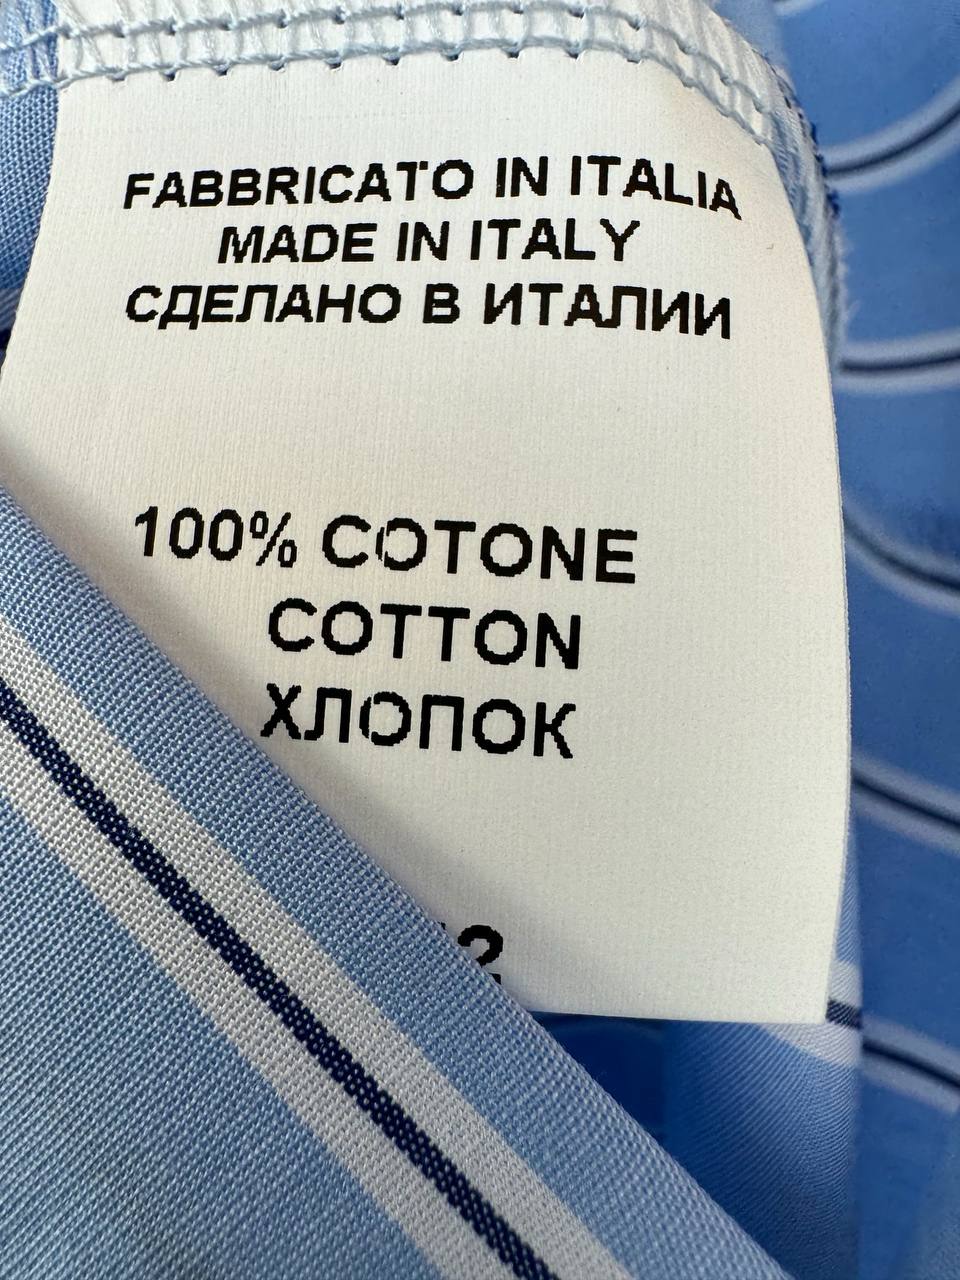 FABBRICATO IN ITALIA
MADE IN ITALY
СДЕЛАНО В ИТАЛИИ
100% COTONE
COTTON
ХЛОПОК